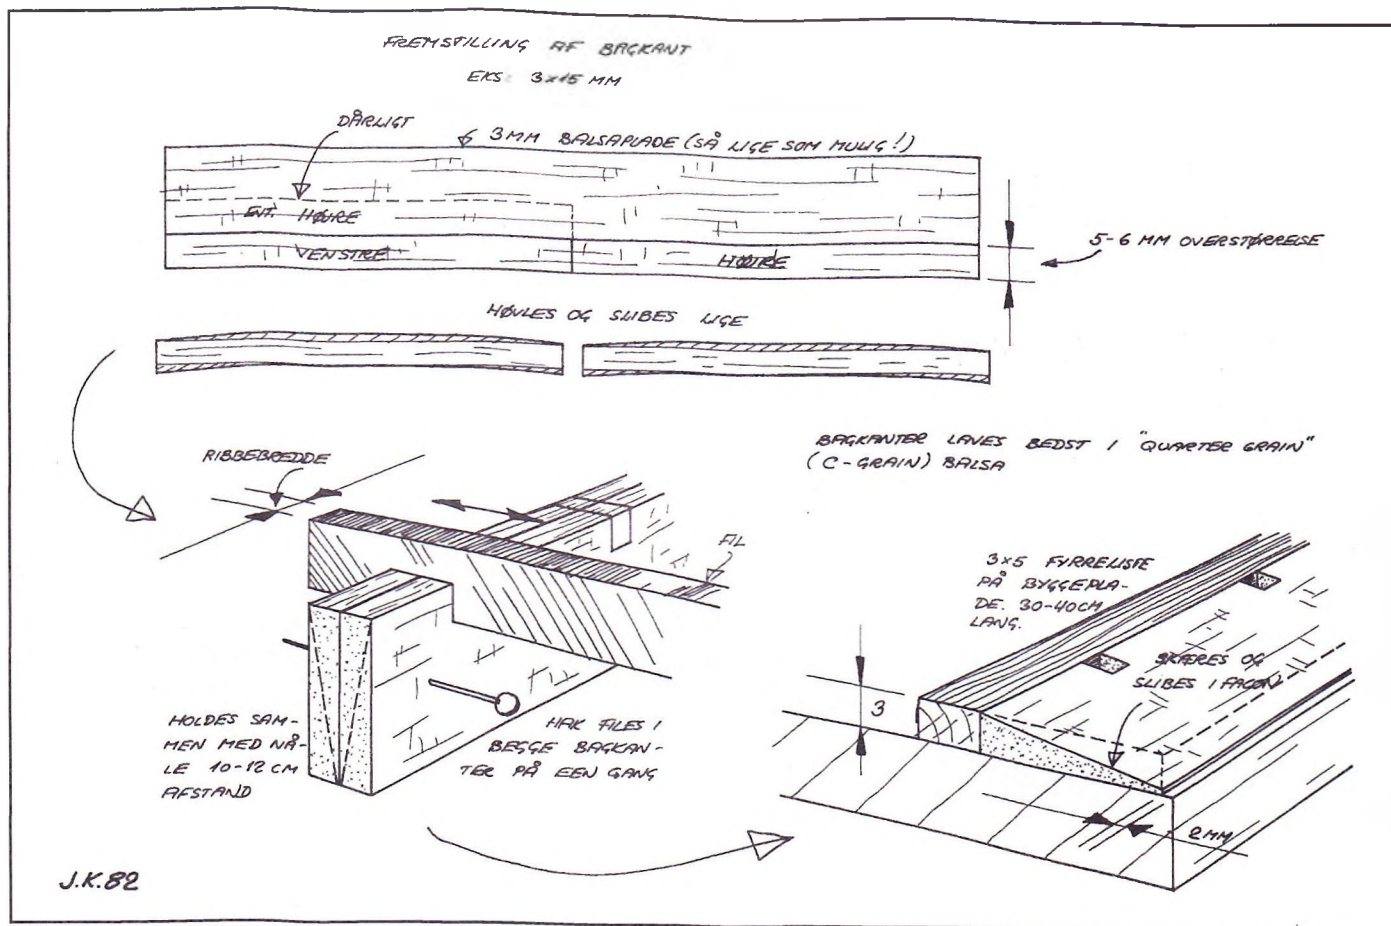 FREMSTILLING AF BAGKANT
EKS: 3x15 MM
DÅRLIGT
3MM BALSAPLADE (SÅ LIGE SOM MULIG!)
EVT. HØJRE
VENSTRE
HØJRE
5-6 MM OVERSTØRRELSE
HØVLES OG SLIBES LIGE
RIBBEBREDDE
FIL
BAGKANTER LAVES BEDST I "QUARTER GRAIN"
(C-GRAIN) BALSA
3x5 FYRRELISTE
PÅ BYGGEPLA-
DE. 30-40CM
LANG.
SKÆRES OG
SLIBES I FACON
3
2MM
HOLDES SAM-
MEN MED NÅ-
LE 10-12 CM
AFSTAND
HAK FILES I
BEGGE BAGKAN-
TER PÅ EEN GANG
J.K.82